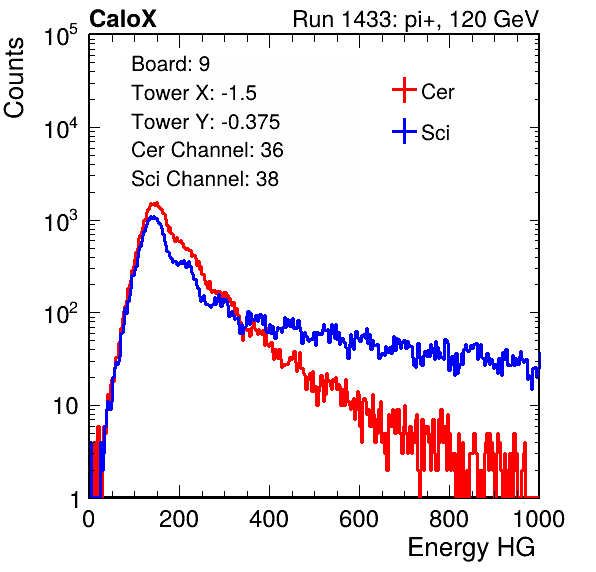 CaloX Run 1433: pi+, 120 GeV
Counts
10^5
10^4
10^3
10^2
10
1
Board: 9
Tower X: -1.5
Tower Y: -0.375
Cer Channel: 36
Sci Channel: 38
Cer
Sci
0 200 400 600 800 1000
Energy HG